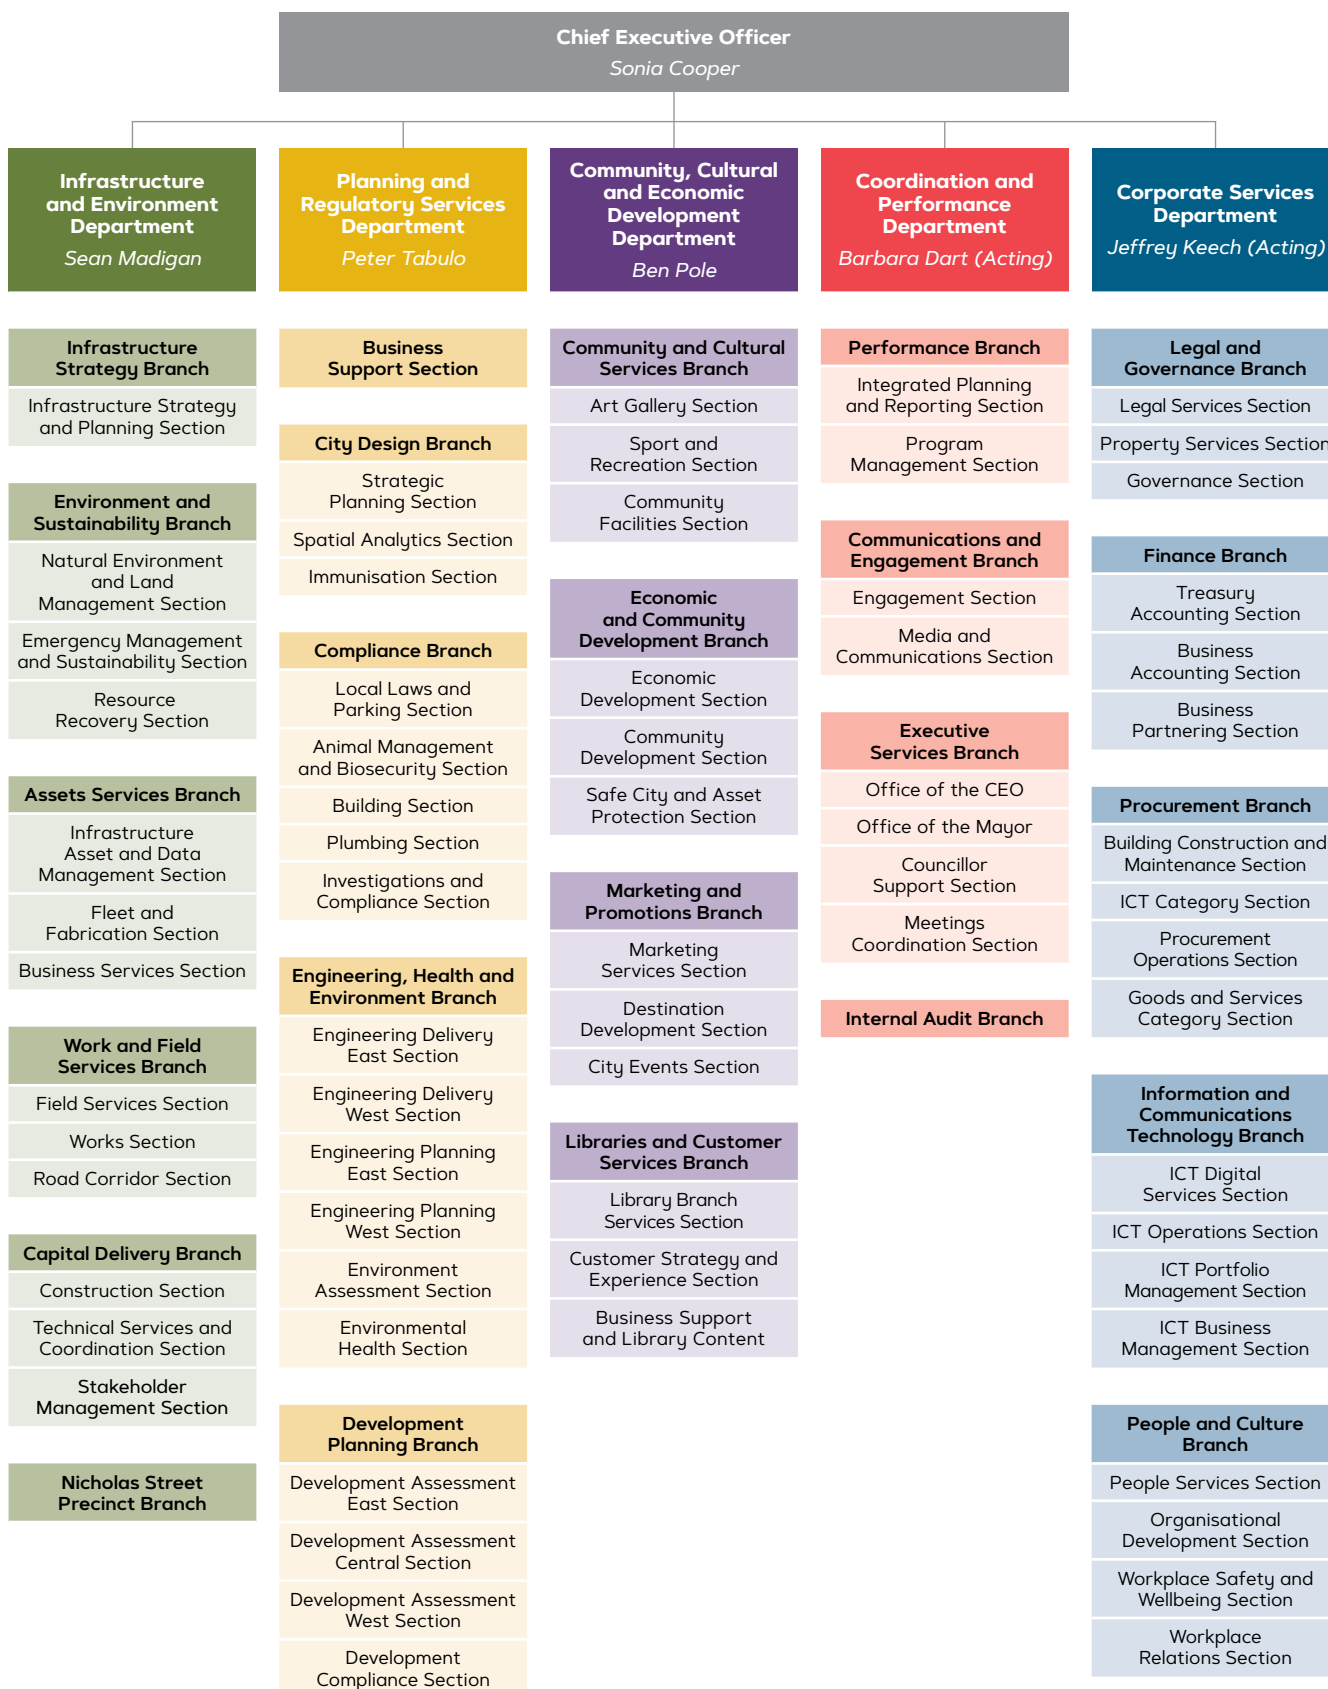 Chief Executive Officer
Sonia Cooper
Infrastructure
and Environment
Department
Sean Madigan
Infrastructure
Strategy Branch
Infrastructure Strategy
and Planning Section
Environment and
Sustainability Branch
Natural Environment
and Land
Management Section
Emergency Management
and Sustainability Section
Resource
Recovery Section
Assets Services Branch
Infrastructure
Asset and Data
Management Section
Fleet and
Fabrication Section
Business Services Section
Work and Field
Services Branch
Field Services Section
Works Section
Road Corridor Section
Capital Delivery Branch
Construction Section
Technical Services and
Coordination Section
Stakeholder
Management Section
Nicholas Street
Precinct Branch
Planning and
Regulatory Services
Department
Peter Tabulo
Business
Support Section
City Design Branch
Strategic
Planning Section
Spatial Analytics Section
Immunisation Section
Compliance Branch
Local Laws and
Parking Section
Animal Management
and Biosecurity Section
Building Section
Plumbing Section
Investigations and
Compliance Section
Engineering, Health and
Environment Branch
Engineering Delivery
East Section
Engineering Delivery
West Section
Engineering Planning
East Section
Engineering Planning
West Section
Environment
Assessment Section
Environmental
Health Section
Development
Planning Branch
Development Assessment
East Section
Development Assessment
Central Section
Development Assessment
West Section
Development
Compliance Section
Community, Cultural
and Economic
Development
Department
Ben Pole
Community and Cultural
Services Branch
Art Gallery Section
Sport and
Recreation Section
Community
Facilities Section
Economic
and Community
Development Branch
Economic
Development Section
Community
Development Section
Safe City and Asset
Protection Section
Marketing and
Promotions Branch
Marketing
Services Section
Destination
Development Section
City Events Section
Libraries and Customer
Services Branch
Library Branch
Services Section
Customer Strategy and
Experience Section
Business Support
and Library Content
Coordination and
Performance
Department
Barbara Dart (Acting)
Performance Branch
Integrated Planning
and Reporting Section
Program
Management Section
Communications and
Engagement Branch
Engagement Section
Media and
Communications Section
Executive
Services Branch
Office of the CEO
Office of the Mayor
Councillor
Support Section
Meetings
Coordination Section
Internal Audit Branch
Corporate Services
Department
Jeffrey Keech (Acting)
Legal and
Governance Branch
Legal Services Section
Property Services Section
Governance Section
Finance Branch
Treasury
Accounting Section
Business
Accounting Section
Business
Partnering Section
Procurement Branch
Building Construction and
Maintenance Section
ICT Category Section
Procurement
Operations Section
Goods and Services
Category Section
Information and
Communications
Technology Branch
ICT Digital
Services Section
ICT Operations Section
ICT Portfolio
Management Section
ICT Business
Management Section
People and Culture
Branch
People Services Section
Organisational
Development Section
Workplace Safety and
Wellbeing Section
Workplace
Relations Section